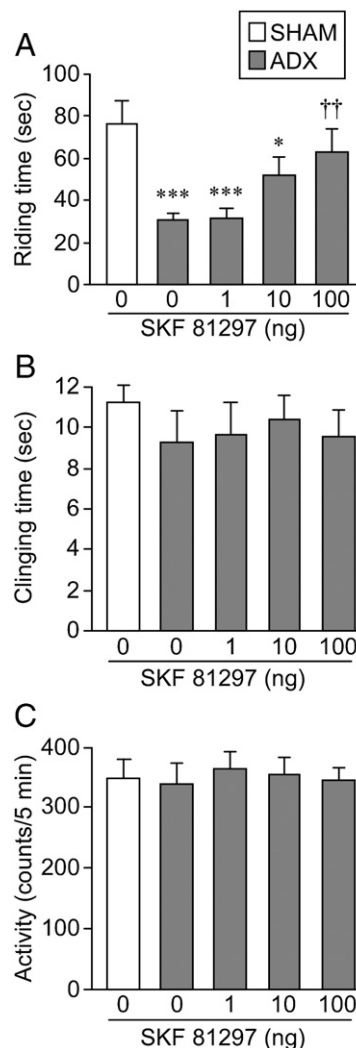 A
SHAM
ADX
Riding time (sec)
100
80
60
40
20
0
*** *** * ††
0 0 1 10 100
SKF 81297 (ng)
B
Clinging time (sec)
12
10
8
6
4
2
0
0 0 1 10 100
SKF 81297 (ng)
C
Activity (counts/5 min)
400
300
200
100
0
0 0 1 10 100
SKF 81297 (ng)